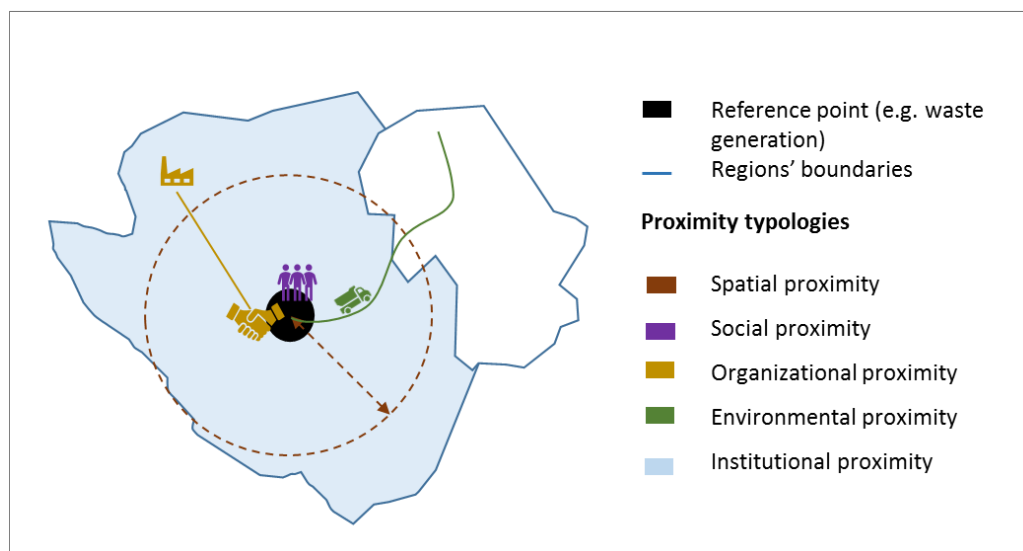 Reference point (e.g. waste
generation)
Regions' boundaries
Proximity typologies
Spatial proximity
Social proximity
Organizational proximity
Environmental proximity
Institutional proximity